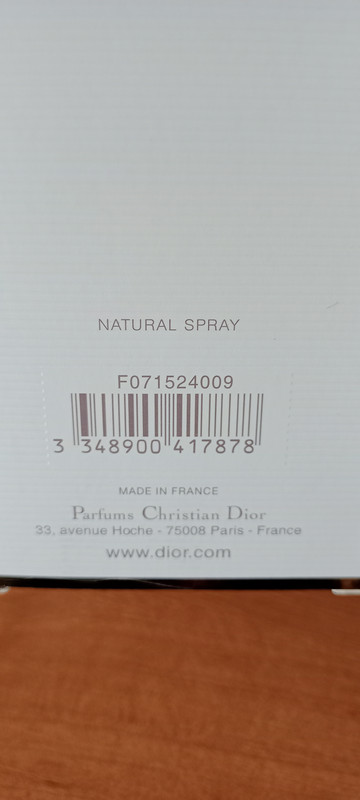 NATURAL SPRAY
F071524009
3 348900 417878
MADE IN FRANCE
Parfums Christian Dior
33, avenue Hoche - 75008 Paris - France
www.dior.com